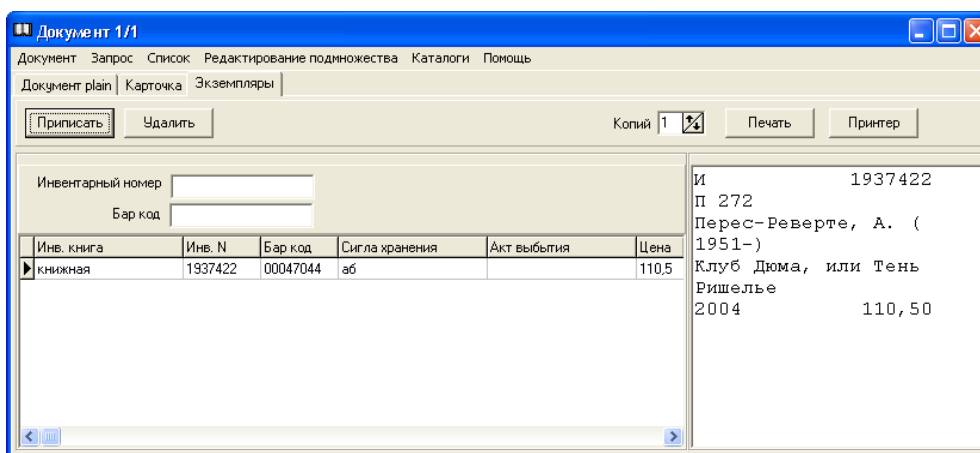 Документ 1/1
Документ Запрос Список Редактирование подмножества Каталоги Помощь
Документ plain Карточка Экземпляры
Приписать Удалить Копий 1 Печать Принтер
Инвентарный номер
Бар код
Инв. книга Инв. N Бар код Сигла хранения Акт выбытия Цена
книжная 1937422 00047044 аб 110,5
И 1937422
П 272
Перес-Реверте, А. (
1951-)
Клуб Дюма, или Тень
Ришелье
2004 110,50